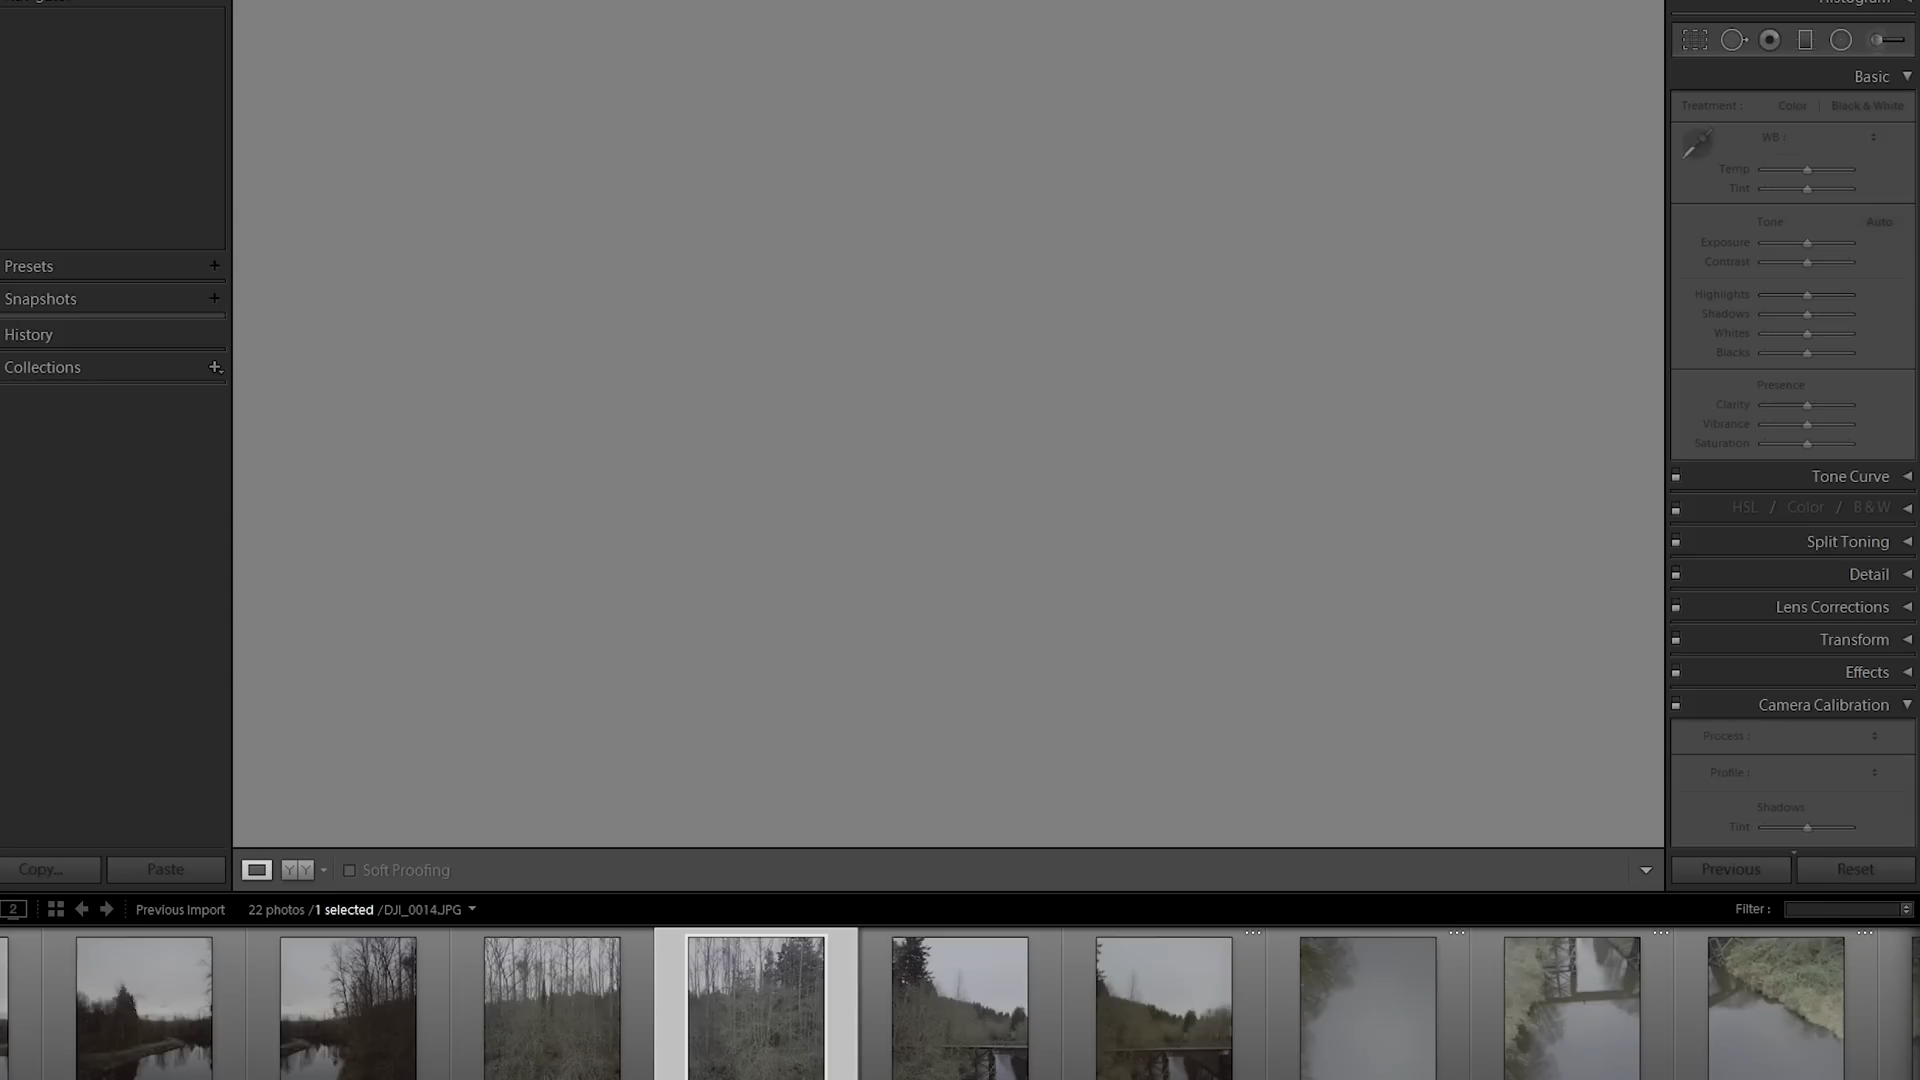 Histogram
Basic
Treatment : Color Black & White
WB :
Temp
Tint
Tone Auto
Exposure
Contrast
Highlights
Shadows
Whites
Blacks
Presence
Clarity
Vibrance
Saturation
Tone Curve
HSL / Color / B & W
Split Toning
Detail
Lens Corrections
Transform
Effects
Camera Calibration
Process :
Profile :
Shadows
Tint
Previous Reset
Presets +
Snapshots +
History
Collections +
Copy... Paste
Y Y Soft Proofing
2 Previous Import 22 photos / 1 selected / DJI_0014.JPG
Filter :